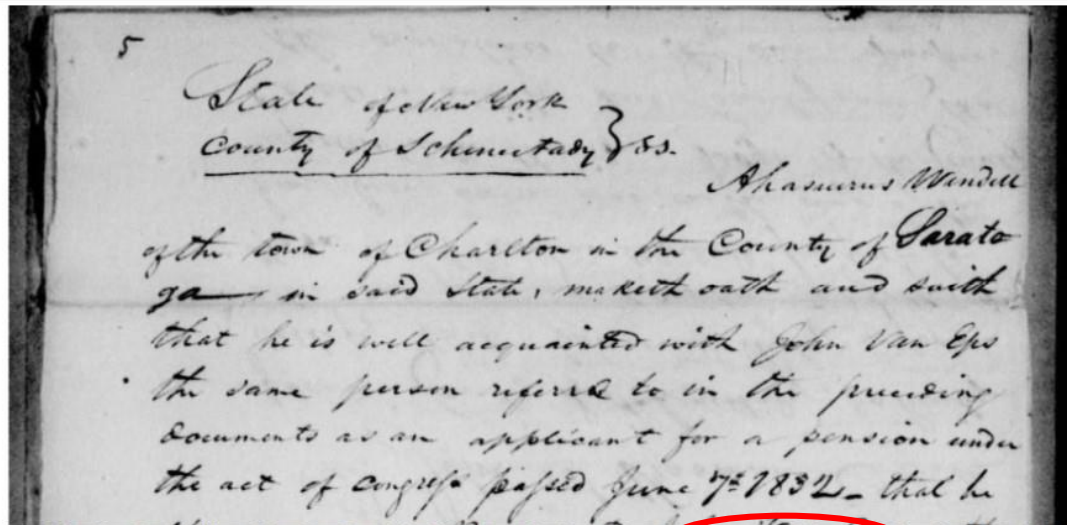 5
State of New York
County of Schenectady } SS.
Ahasuerus Wendell
of the town of Charlton in the County of Sarato
ga in said State, maketh oath and saith
that he is well acquainted with John Van Eps
the same person referred to in the preceding
documents as an applicant for a pension under
the act of congress passed June 7th 1832 – that he